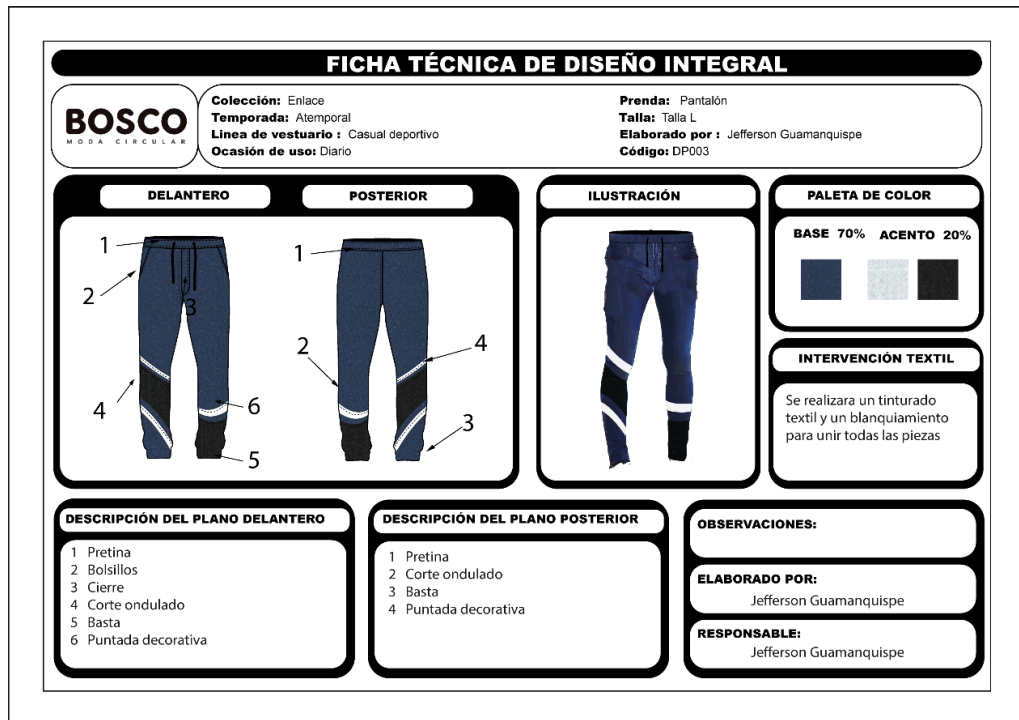 FICHA TÉCNICA DE DISEÑO INTEGRAL
BOSCO
MODA CIRCULAR
Colección: Enlace
Temporada: Atemporal
Linea de vestuario : Casual deportivo
Ocasión de uso: Diario
Prenda: Pantalón
Talla: Talla L
Elaborado por : Jefferson Guamanquispe
Código: DP003
DELANTERO
POSTERIOR
1
2
3
4
6
5
1
2
4
3
ILUSTRACIÓN
PALETA DE COLOR
BASE 70% ACENTO 20%
INTERVENCIÓN TEXTIL
Se realizara un tinturado
textil y un blanquiamiento
para unir todas las piezas
DESCRIPCIÓN DEL PLANO DELANTERO
1 Pretina
2 Bolsillos
3 Cierre
4 Corte ondulado
5 Basta
6 Puntada decorativa
DESCRIPCIÓN DEL PLANO POSTERIOR
1 Pretina
2 Corte ondulado
3 Basta
4 Puntada decorativa
OBSERVACIONES:
ELABORADO POR:
Jefferson Guamanquispe
RESPONSABLE:
Jefferson Guamanquispe